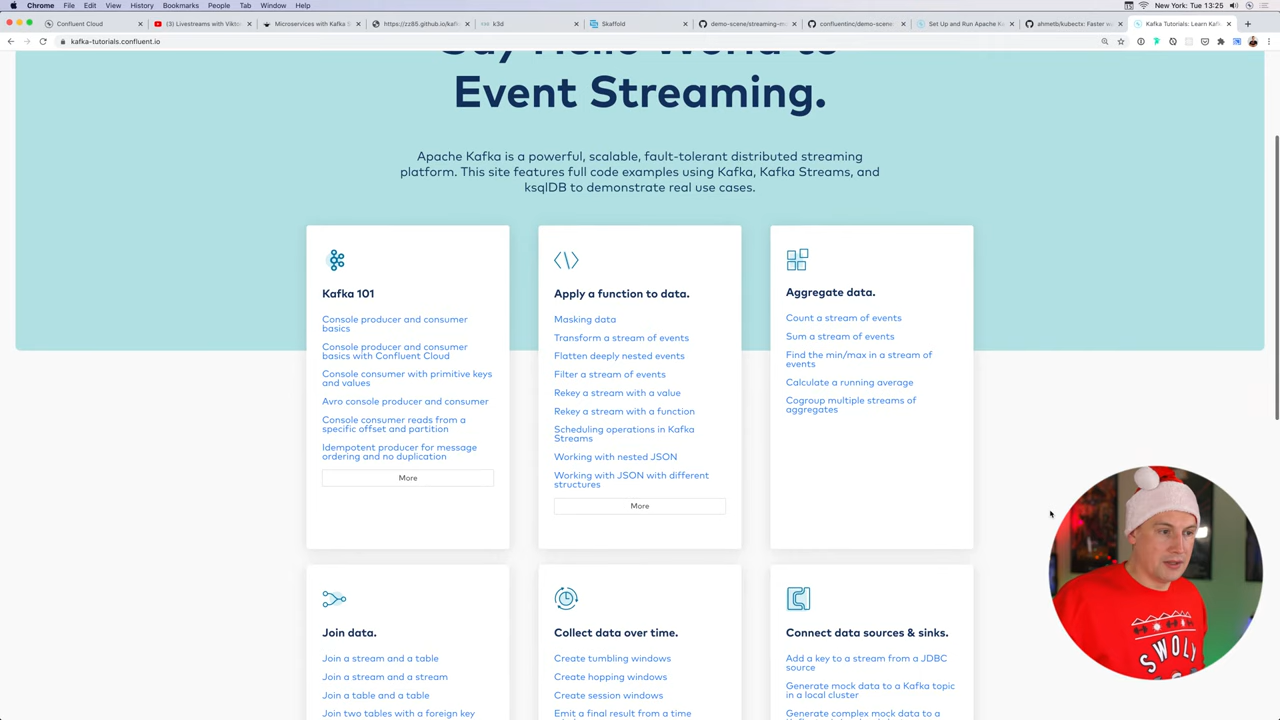 Chrome File Edit View History Bookmarks People Tab Window Help
New York: Tue 13:25
Confluent Cloud
(3) Livestreams with Vikto
Microservices with Kafka S
https://zz85.github.io/kafk
k3d
Skaffold
demo-scene/streaming-m
confluentinc/demo-scene
Set Up and Run Apache K
ahmetb/kubectx: Faster w
Kafka Tutorials: Learn Kaf
kafka-tutorials.confluent.io
Say Hello World to
Event Streaming.
Apache Kafka is a powerful, scalable, fault-tolerant distributed streaming
platform. This site features full code examples using Kafka, Kafka Streams, and
ksqlDB to demonstrate real use cases.
Kafka 101
Console producer and consumer
basics
Console producer and consumer
basics with Confluent Cloud
Console consumer with primitive keys
and values
Avro console producer and consumer
Console consumer reads from a
specific offset and partition
Idempotent producer for message
ordering and no duplication
More
Apply a function to data.
Masking data
Transform a stream of events
Flatten deeply nested events
Filter a stream of events
Rekey a stream with a value
Rekey a stream with a function
Scheduling operations in Kafka
Streams
Working with nested JSON
Working with JSON with different
structures
More
Aggregate data.
Count a stream of events
Sum a stream of events
Find the min/max in a stream of
events
Calculate a running average
Cogroup multiple streams of
aggregates
Join data.
Join a stream and a table
Join a stream and a stream
Join a table and a table
Join two tables with a foreign key
Collect data over time.
Create tumbling windows
Create hopping windows
Create session windows
Emit a final result from a time
Connect data sources & sinks.
Add a key to a stream from a JDBC
source
Generate mock data to a Kafka topic
in a local cluster
Generate complex mock data to a
SWOLY